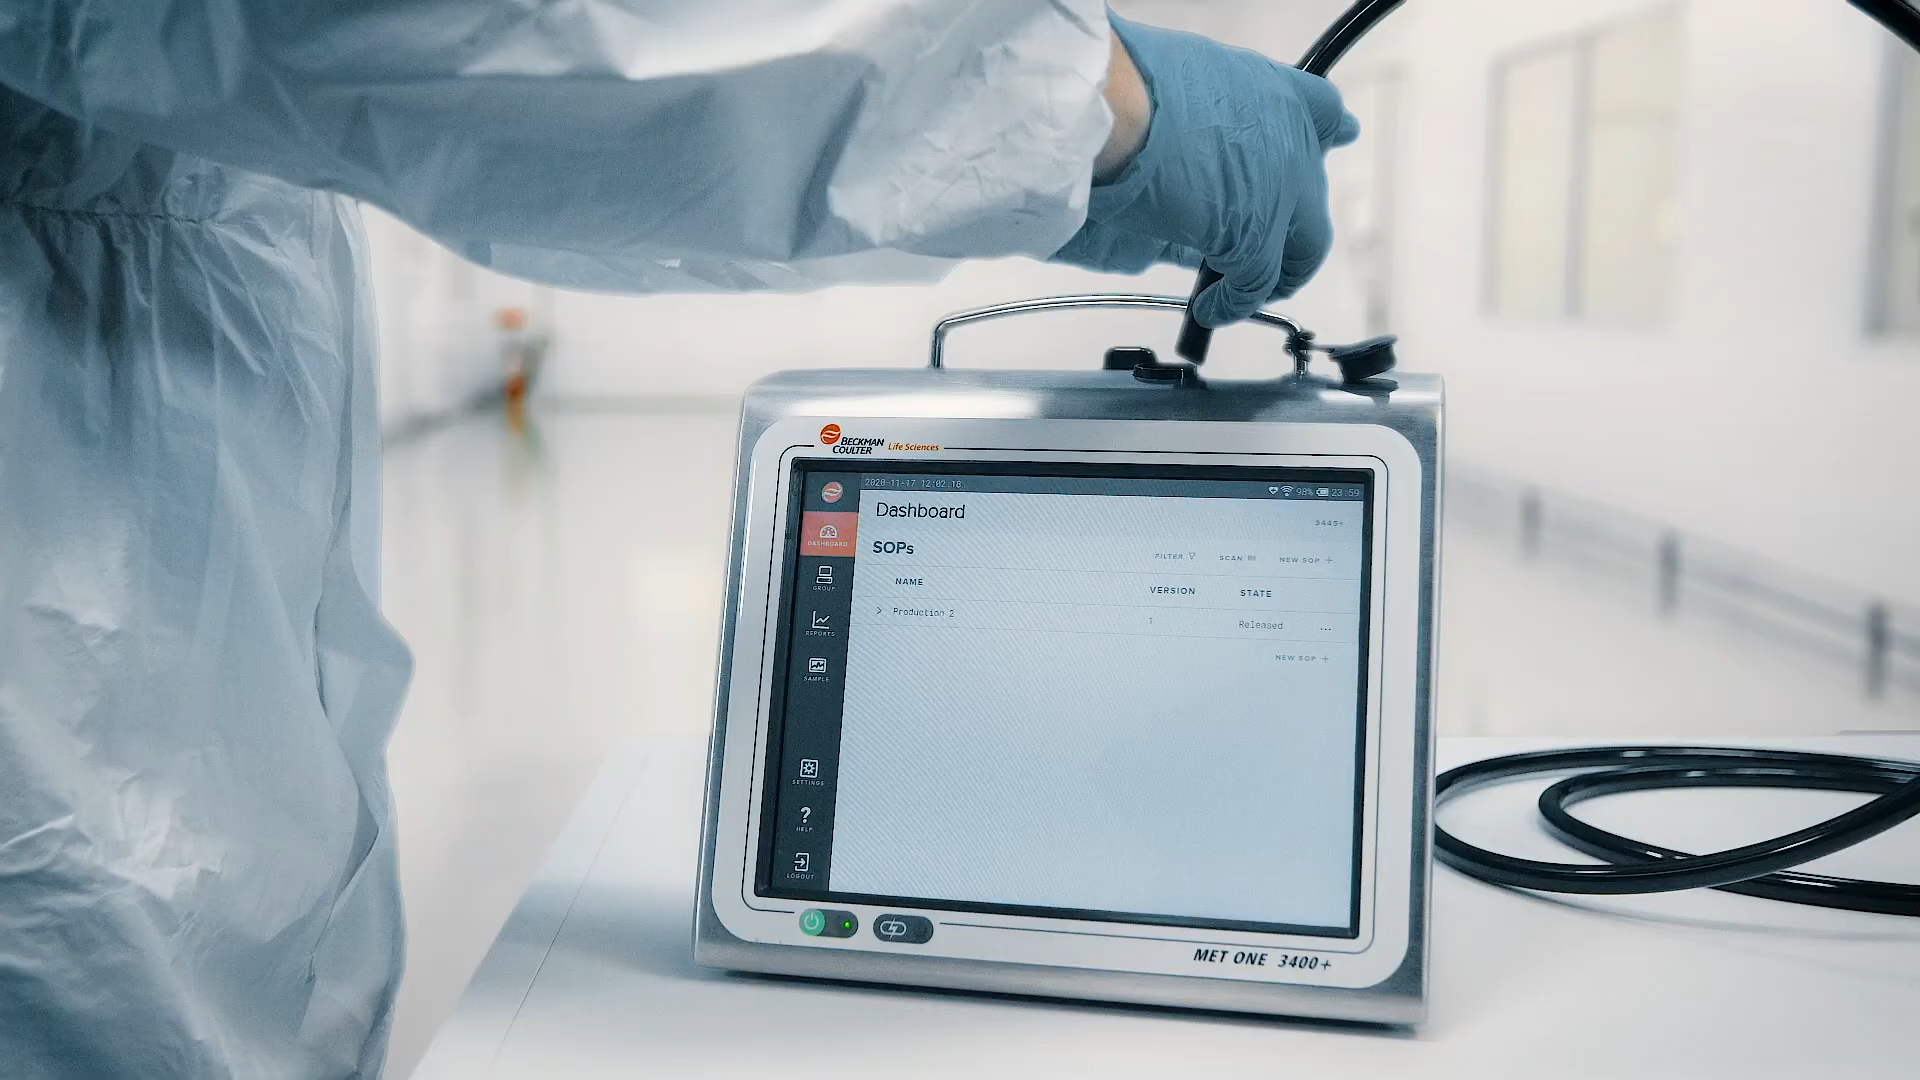 BECKMAN
COULTER Life Sciences
2020-11-17 12:02:18 98% 23:59
Dashboard
3445+
DASHBOARD
SOPs
FILTER SCAN NEW SOP +
NAME VERSION STATE
GROUP
> Production 2 1 Released ...
REPORTS
NEW SOP +
SAMPLE
SETTINGS
?
HELP
LOGOUT
MET ONE 3400+